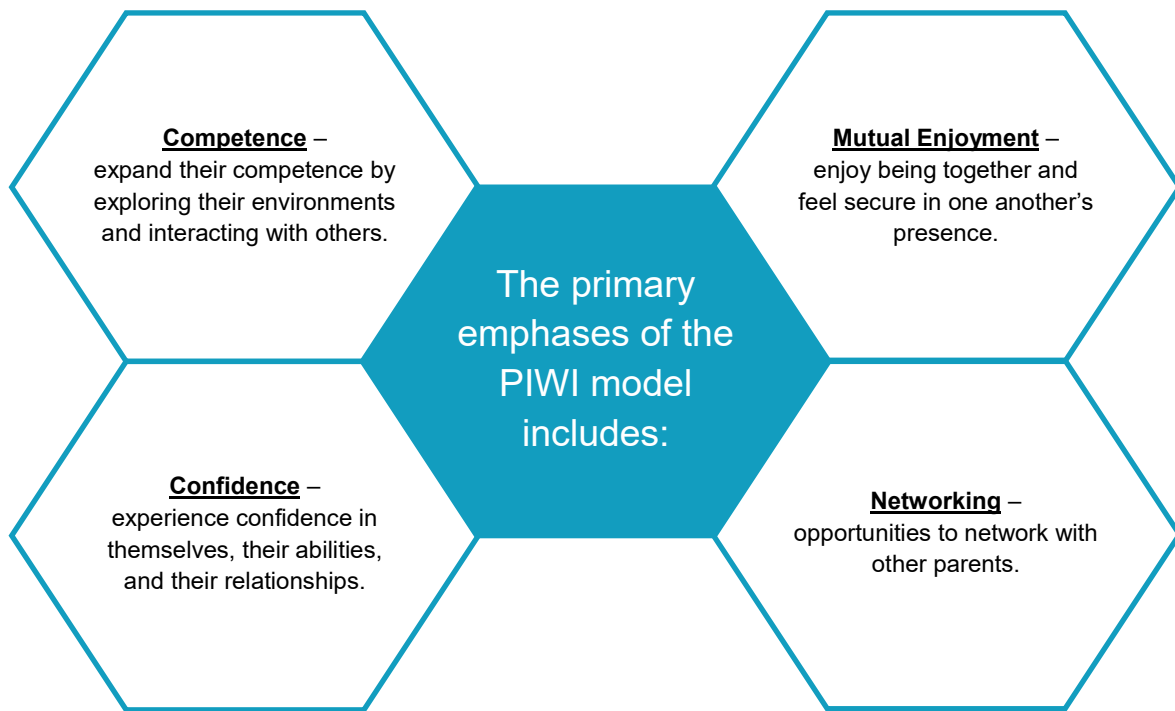 Competence –
expand their competence by
exploring their environments
and interacting with others.
Mutual Enjoyment –
enjoy being together and
feel secure in one another’s
presence.
The primary
emphases of the
PIWI model
includes:
Confidence –
experience confidence in
themselves, their abilities,
and their relationships.
Networking –
opportunities to network with
other parents.